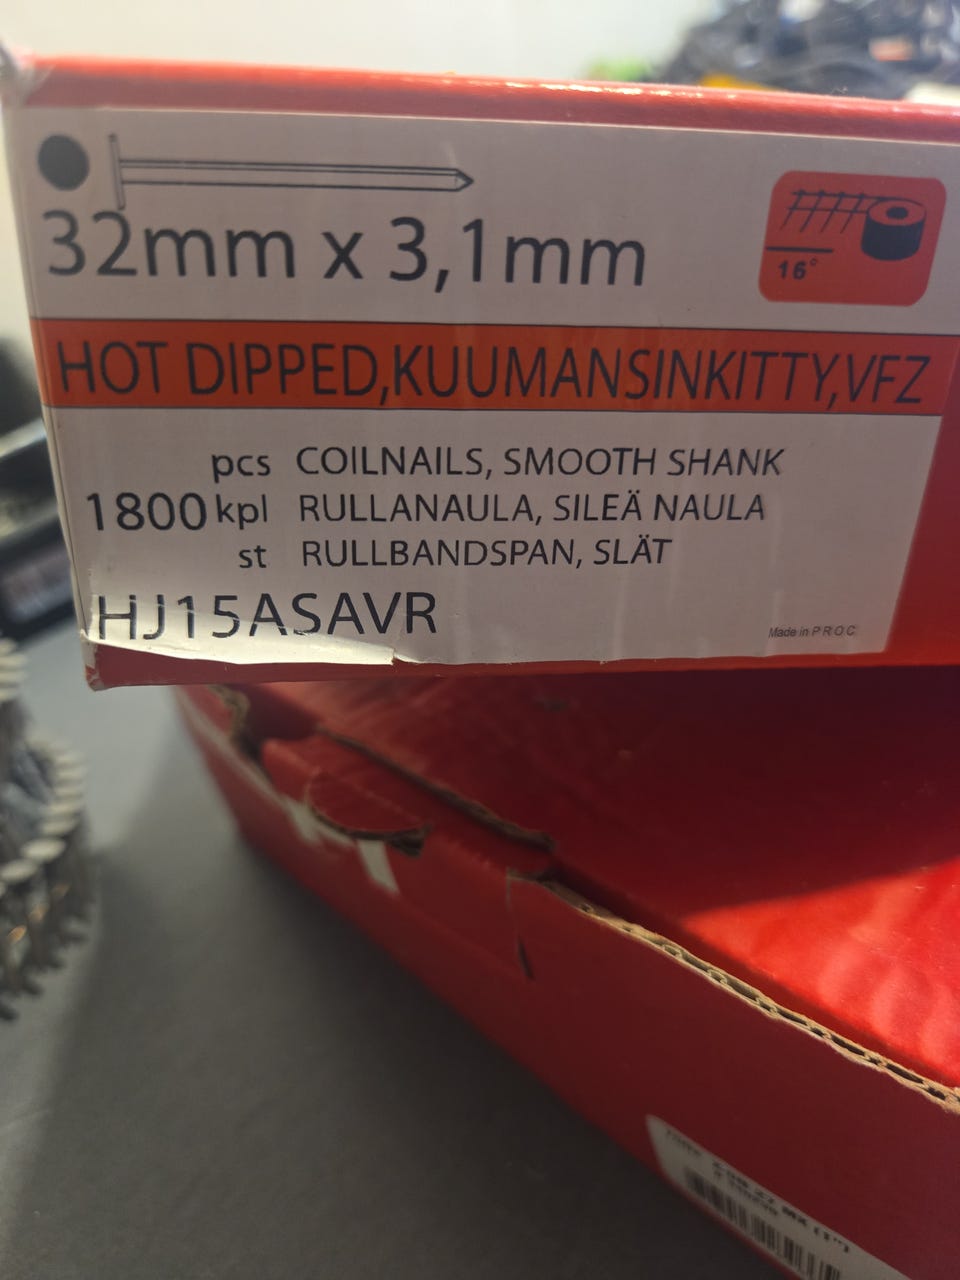 32mm x 3,1mm
16°
HOT DIPPED,KUUMANSINKITTY,VFZ
pcs COILNAILS, SMOOTH SHANK
1800 kpl RULLANAULA, SILEÄ NAULA
st RULLBANDSPAN, SLÄT
HJ15ASAVR
Made in P R O C